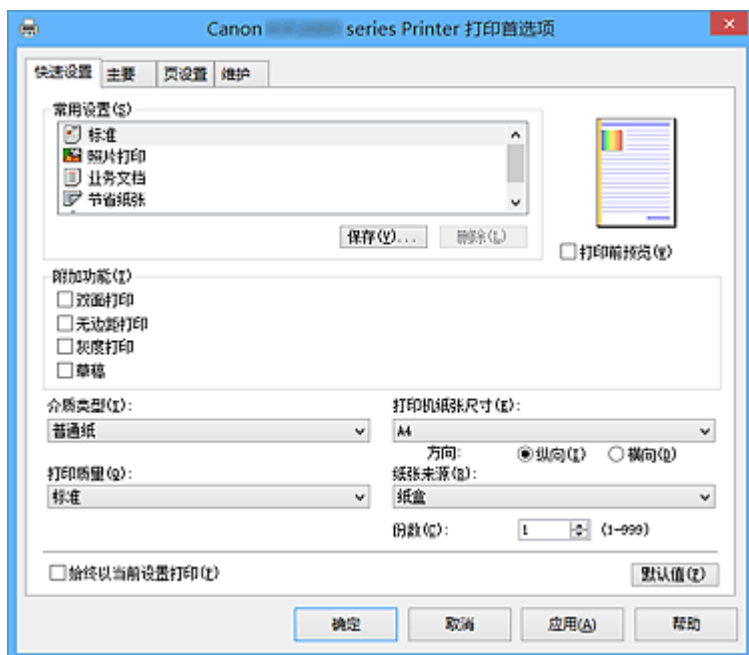 Canon series Printer 打印首选项
快速设置 主要 页设置 维护
常用设置(S)
标准
照片打印
业务文档
节省纸张
保存(V)... 删除(L)
打印前预览(W)
附加功能(I)
双面打印
无边距打印
灰度打印
草稿
介质类型(I): 打印机纸张尺寸(E):
普通纸 A4
方向: 纵向(I) 横向(D)
打印质量(Q): 纸张来源(B):
标准 纸盒
份数(C): 1 (1-999)
始终以当前设置打印(t) 默认值(F)
确定 取消 应用(A) 帮助